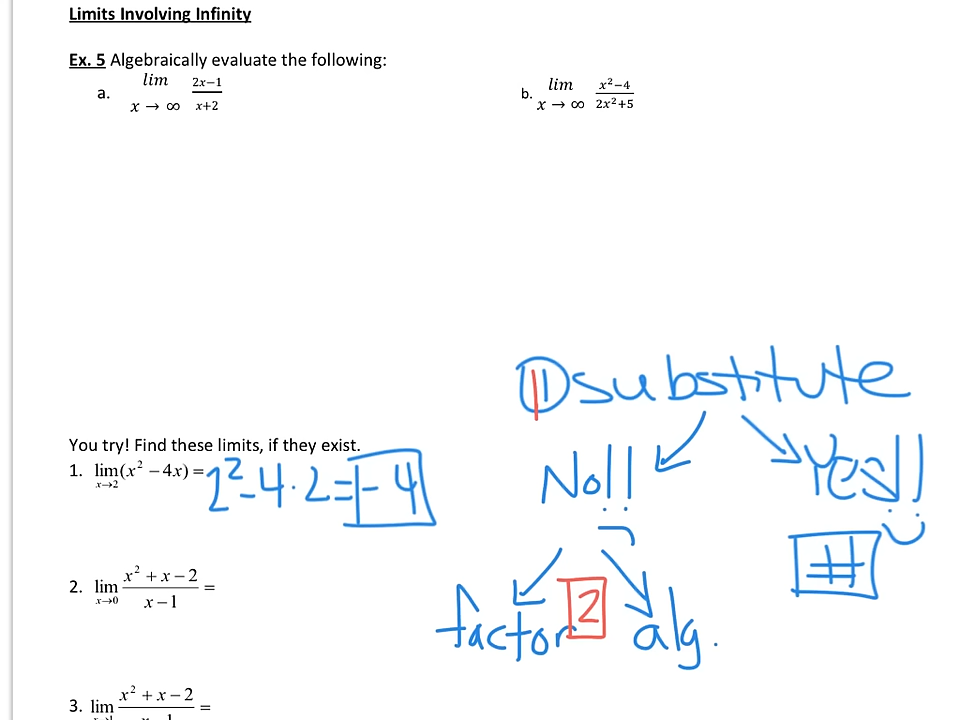 Limits Involving Infinity
Ex. 5 Algebraically evaluate the following:
a. lim x → ∞ 2x−1 / x+2
b. lim x → ∞ x²−4 / 2x²+5
① substitute
No!!
Yes!!
#
factor 2 alg.
You try! Find these limits, if they exist.
1. lim x→2 (x² − 4x) = 2² - 4 · 2 = -4
2. lim x→0 x² + x − 2 / x − 1 =
3. lim x² + x − 2 =